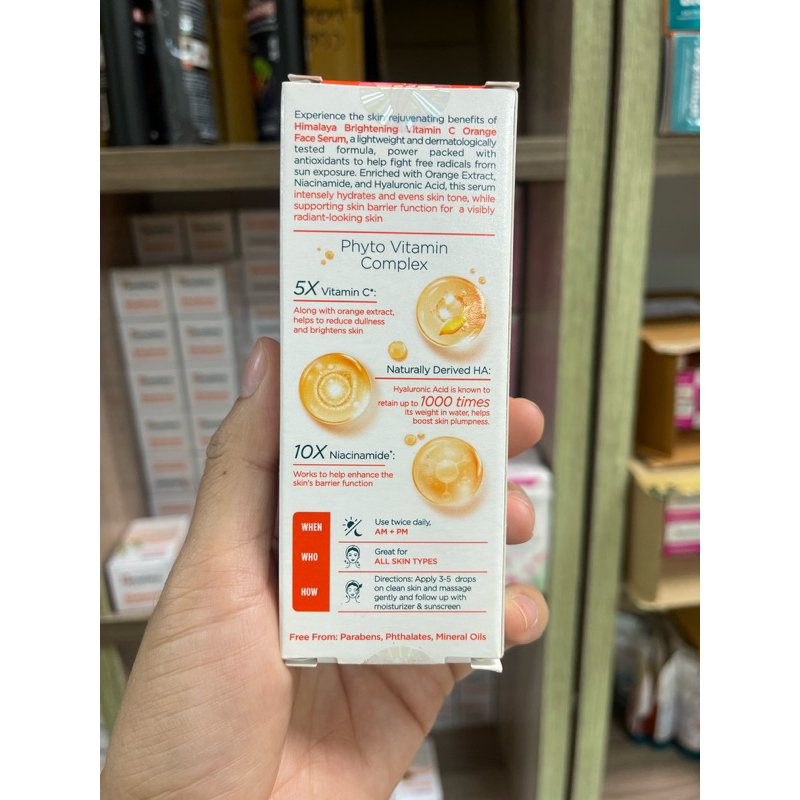 Experience the skin rejuvenating benefits of
Himalaya Brightening Vitamin C Orange
Face Serum, a lightweight and dermatologically
tested formula, power packed with
antioxidants to help fight free radicals from
sun exposure. Enriched with Orange Extract,
Niacinamide, and Hyaluronic Acid, this serum
intensely hydrates and evens skin tone, while
supporting skin barrier function for a visibly
radiant-looking skin
Phyto Vitamin
Complex
5X Vitamin C*:
Along with orange extract,
helps to reduce dullness
and brightens skin
Naturally Derived HA:
Hyaluronic Acid is known to
retain up to 1000 times
its weight in water, helps
boost skin plumpness.
10X Niacinamide*:
Works to help enhance the
skin's barrier function
WHEN
Use twice daily,
AM + PM
WHO
Great for
ALL SKIN TYPES
HOW
Directions: Apply 3-5 drops
on clean skin and massage
gently and follow up with
moisturizer & sunscreen
Free From: Parabens, Phthalates, Mineral Oils